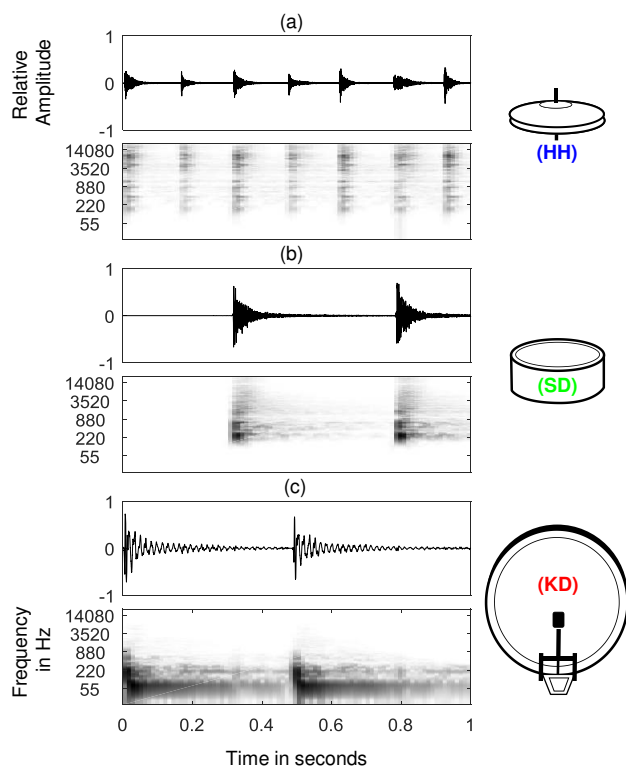 (a)
Relative
Amplitude
1
0
-1
14080
3520
880
220
55
(HH)
(b)
1
0
-1
14080
3520
880
220
55
(SD)
(c)
1
0
-1
Frequency
in Hz
14080
3520
880
220
55
(KD)
0 0.2 0.4 0.6 0.8 1
Time in seconds